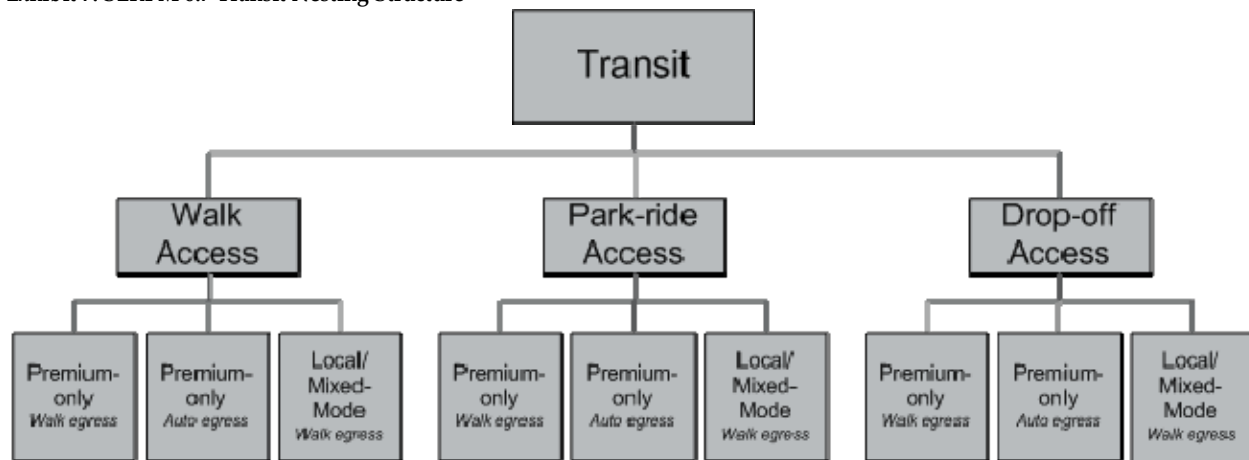 Transit
Walk
Access
Park-ride
Access
Drop-off
Access
Premium-
only
Walk egress
Premium-
only
Auto egress
Local/
Mixed-
Mode
Walk egress
Premium-
only
Walk egress
Premium-
only
Auto egress
Local/
Mixed-
Mode
Walk egress
Premium-
only
Walk egress
Premium-
only
Auto egress
Local/
Mixed-
Mode
Walk egress